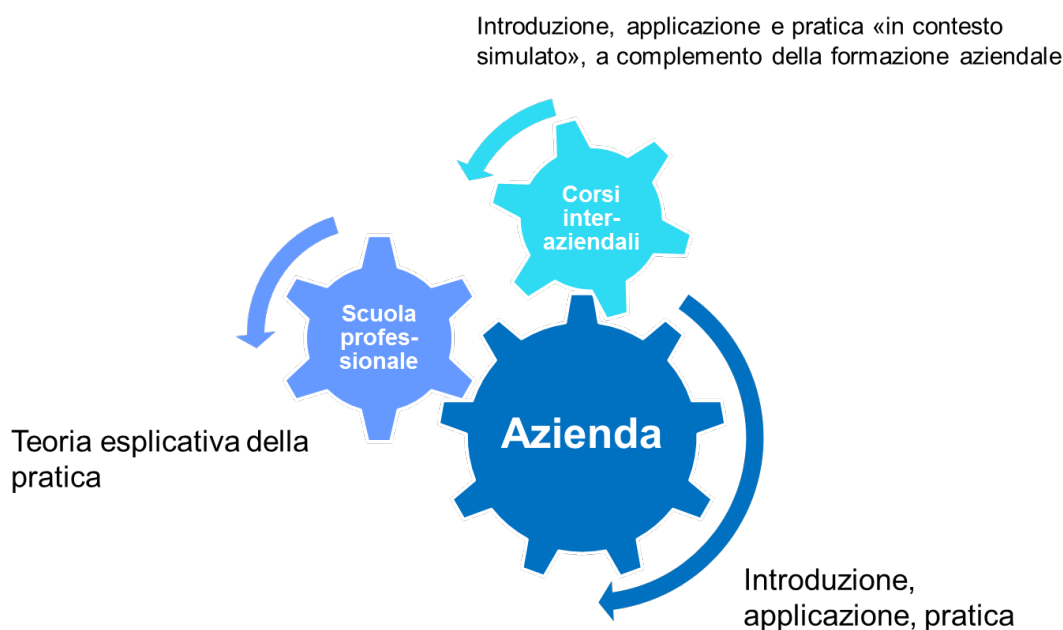 Introduzione, applicazione e pratica «in contesto
simulato», a complemento della formazione aziendale
Corsi
inter-
aziendali
Scuola
profes-
sionale
Azienda
Teoria esplicativa della
pratica
Introduzione,
applicazione, pratica